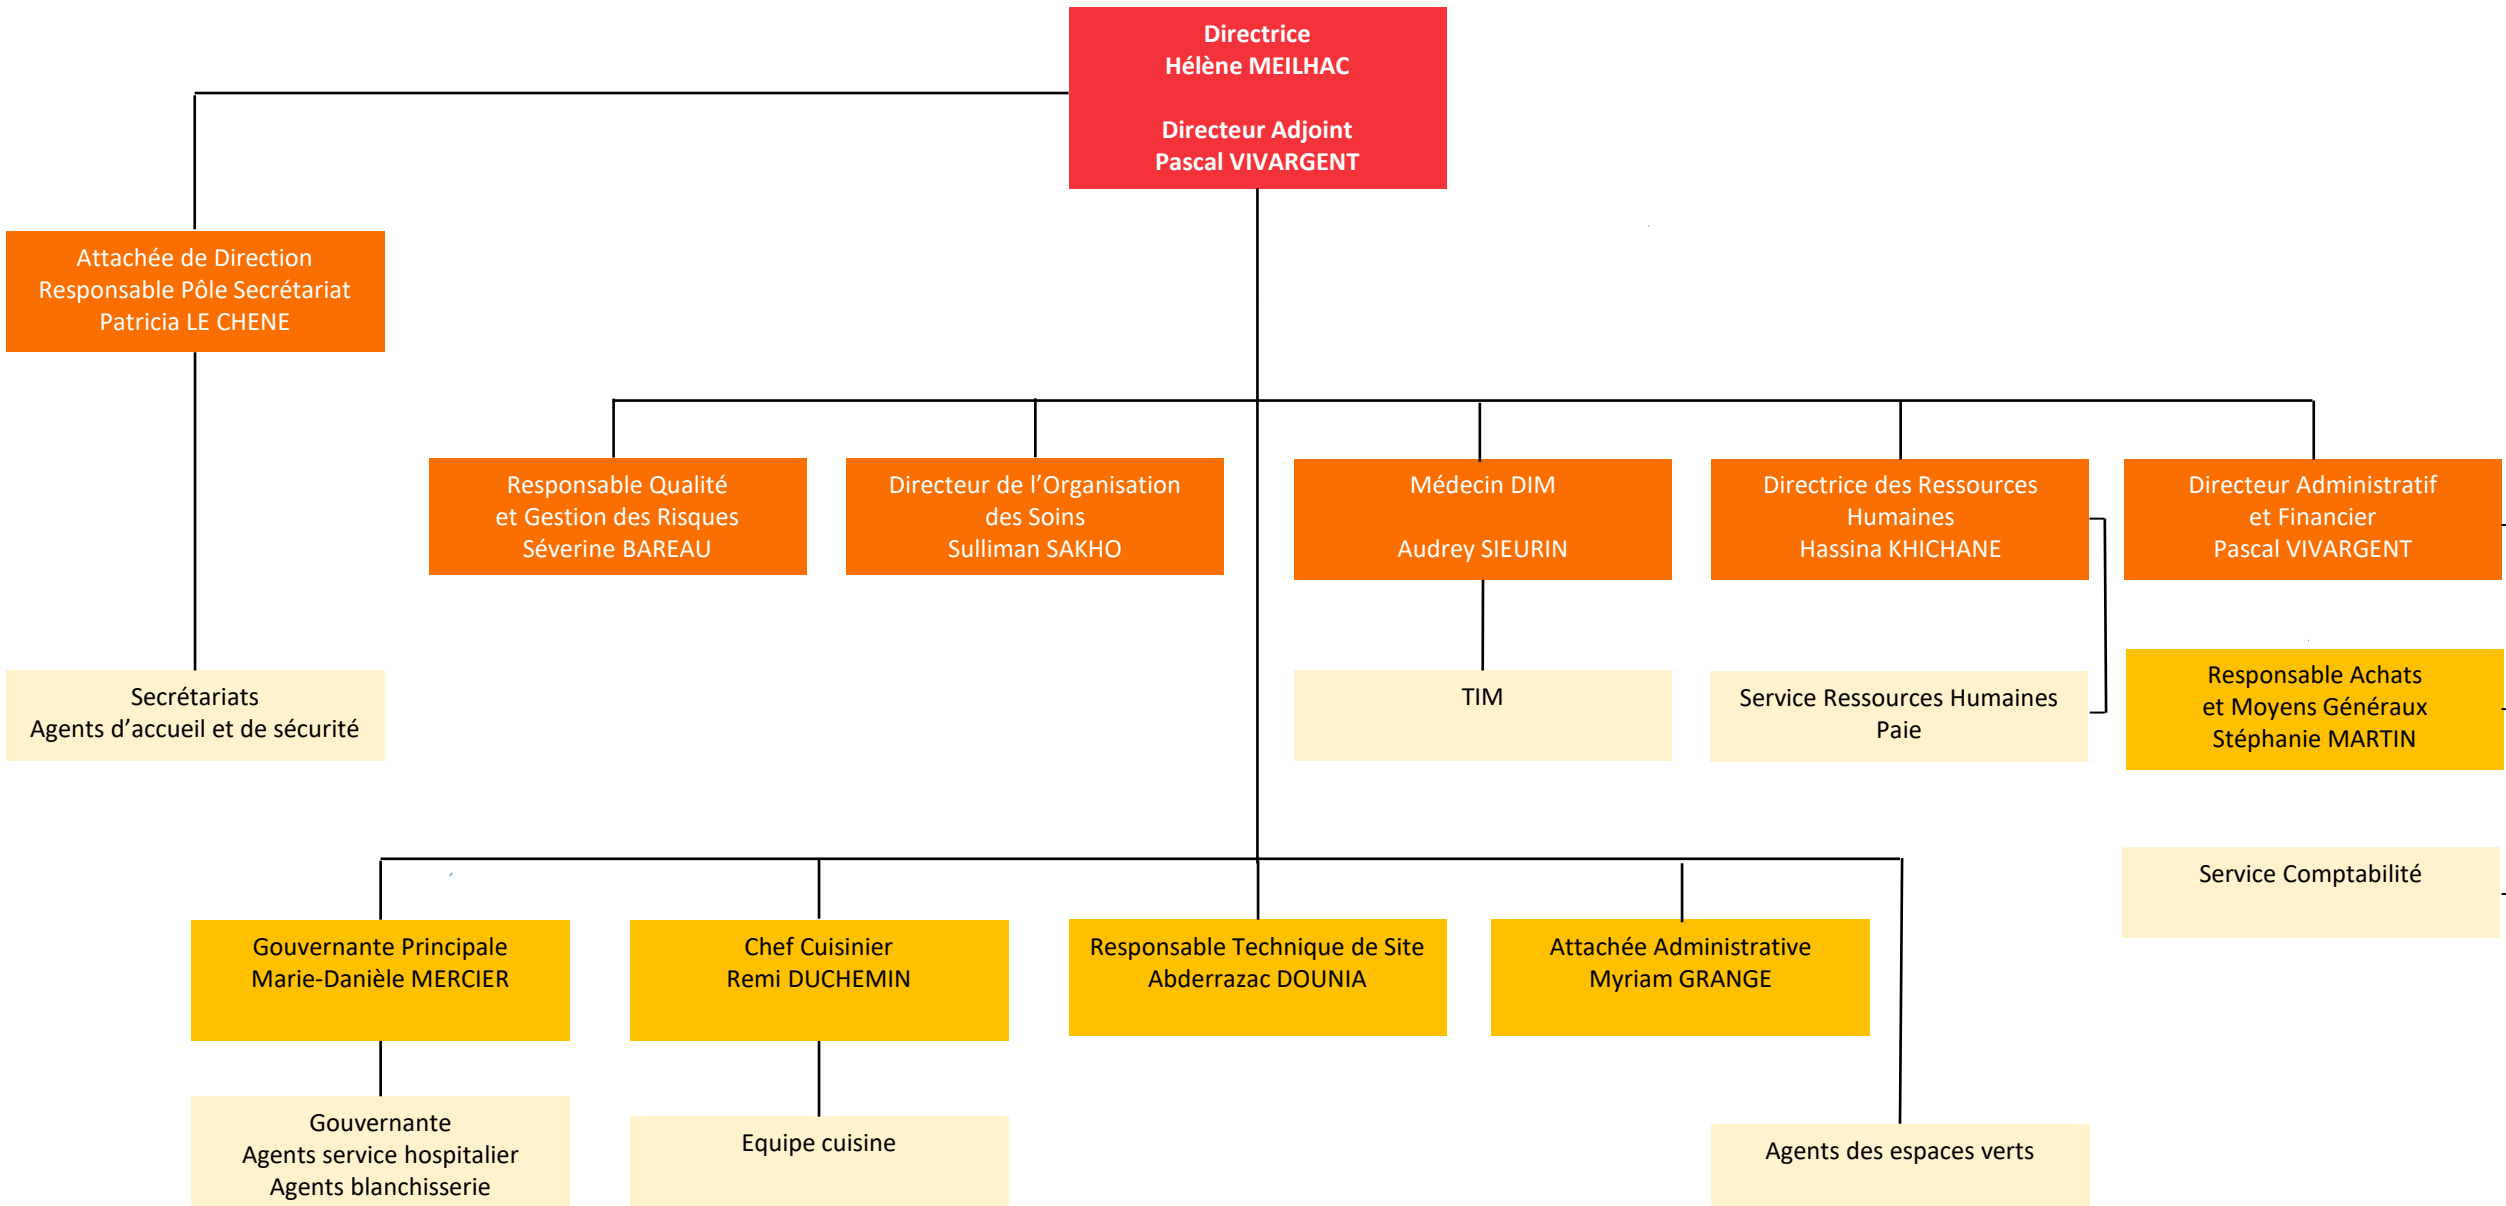 Directrice
Hélène MEILHAC
Directeur Adjoint
Pascal VIVARGENT
Attachée de Direction
Responsable Pôle Secrétariat
Patricia LE CHENE
Responsable Qualité
et Gestion des Risques
Séverine BAREAU
Directeur de l’Organisation
des Soins
Sulliman SAKHO
Médecin DIM
Audrey SIEURIN
Directrice des Ressources
Humaines
Hassina KHICHANE
Directeur Administratif
et Financier
Pascal VIVARGENT
Secrétariats
Agents d’accueil et de sécurité
TIM
Service Ressources Humaines
Paie
Responsable Achats
et Moyens Généraux
Stéphanie MARTIN
Service Comptabilité
Gouvernante Principale
Marie-Danièle MERCIER
Chef Cuisinier
Remi DUCHEMIN
Responsable Technique de Site
Abderrazac DOUNIA
Attachée Administrative
Myriam GRANGE
Gouvernante
Agents service hospitalier
Agents blanchisserie
Equipe cuisine
Agents des espaces verts